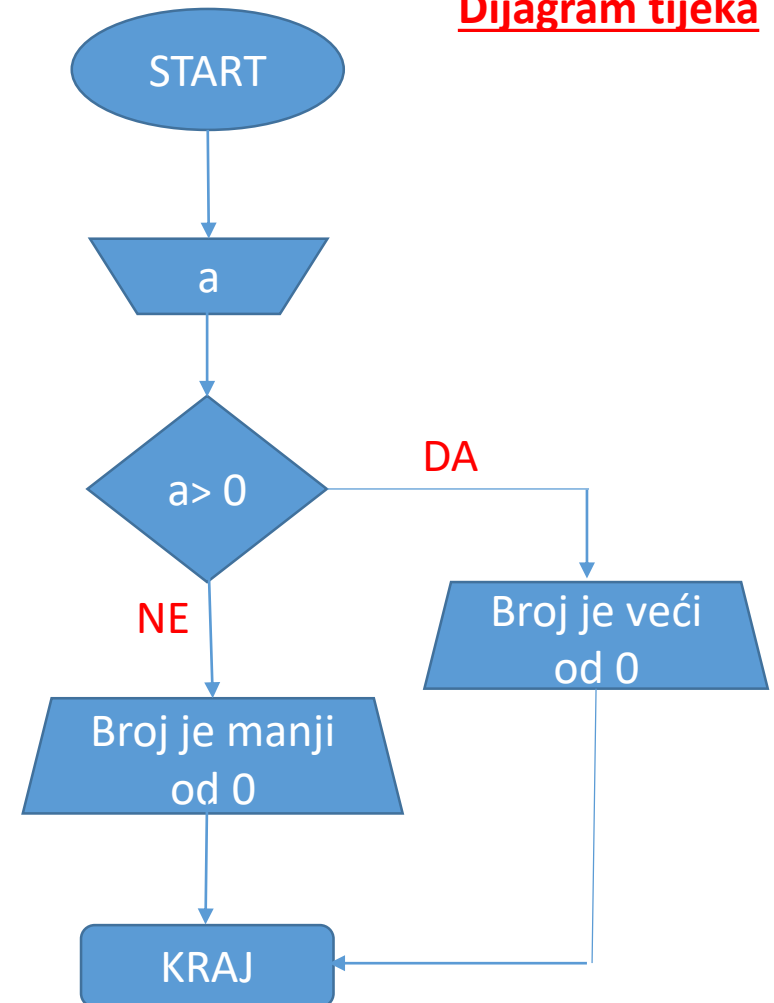 Dijagram tijeka
START
a
a> 0
DA
NE
Broj je veći
od 0
Broj je manji
od 0
KRAJ